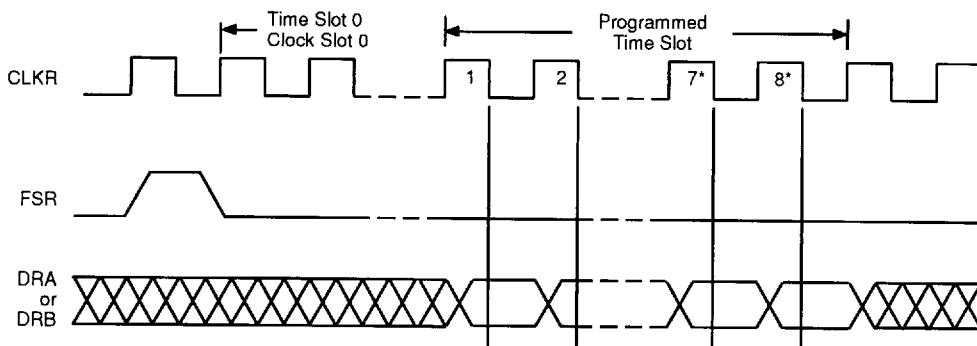 Time Slot 0
Clock Slot 0
Programmed
Time Slot
CLKR
1
2
7*
8*
FSR
DRA
or
DRB